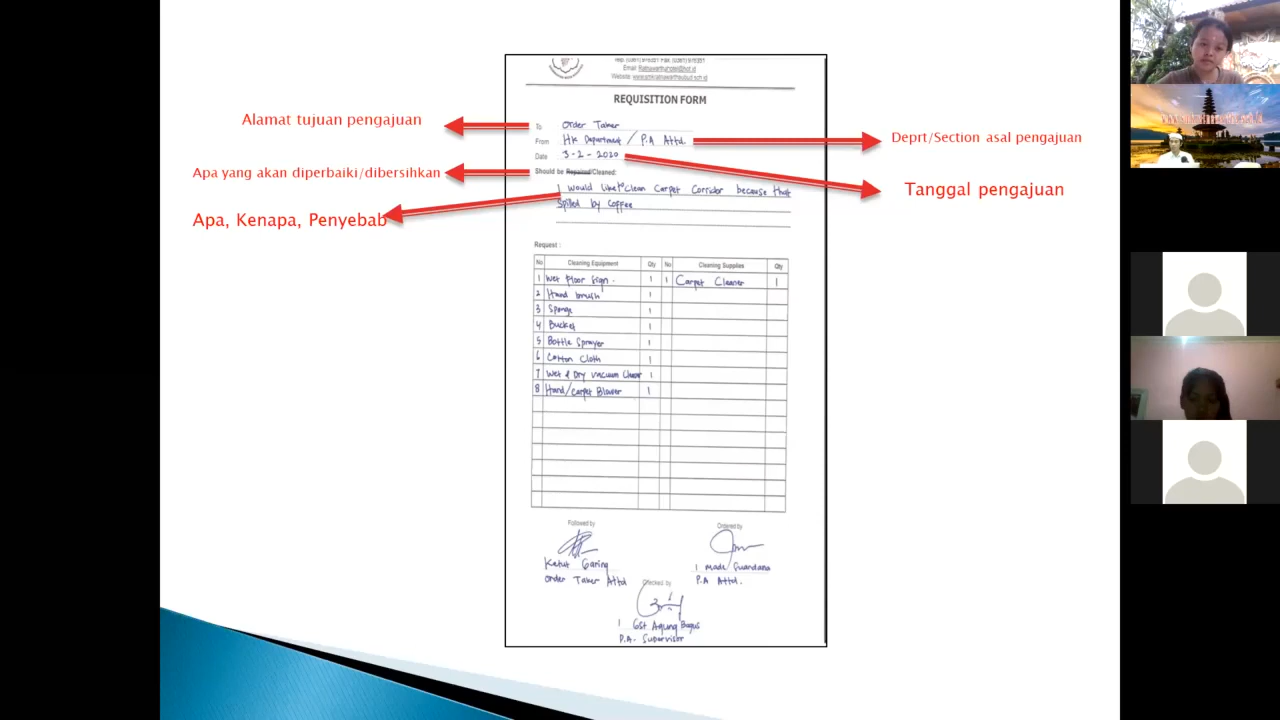 Email:
Website:
REQUISITION FORM
Alamat tujuan pengajuan
To: Order Taker
From HK Department / P.A Attd.
Deprt/Section asal pengajuan
Date 3-2-2020
Apa yang akan diperbaiki/dibersihkan
Should be Repaired/Cleaned:
Tanggal pengajuan
I would like to Clean Carpet Corridor because that
Spilled by Coffee
Apa, Kenapa, Penyebab
Request :
No Cleaning Equipment Qty No Cleaning Supplies Qty
1 Wet Floor Sign. 1 1 Carpet Cleaner 1
2 Hand brush 1
3 Sponge 1
4 Bucket 1
5 Bottle Sprayer 1
6 Cotton Cloth 1
7 Wet & Dry Vacuum 1
8 Hand/Carpet Blower 1
Followed by
Ordered by
Ketut Garing
I Made Suandana
Order Taker Attd
P.A Attd.
Checked by
I Gst Agung Bagus
P.A. Supervisor